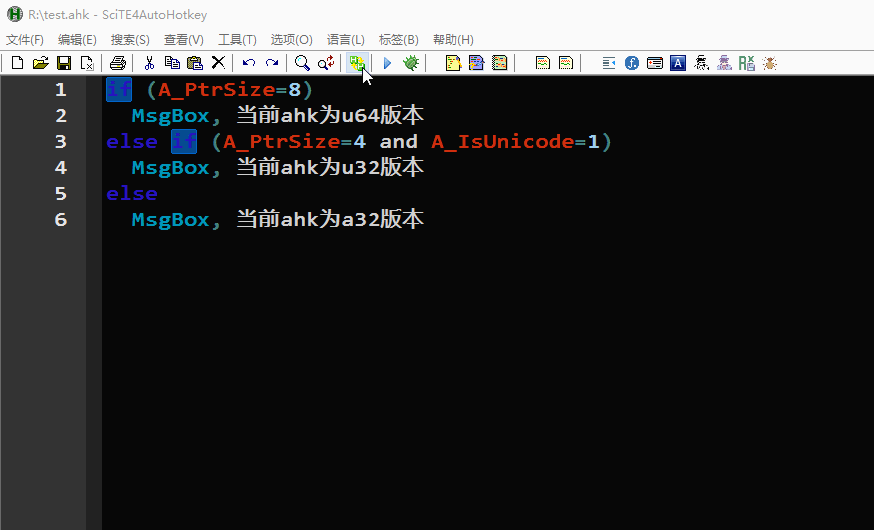 R:\test.ahk - SciTE4AutoHotkey
文件(F) 编辑(E) 搜索(S) 查看(V) 工具(T) 选项(O) 语言(L) 标签(B) 帮助(H)
1 if (A_PtrSize=8)
2 MsgBox, 当前ahk为u64版本
3 else if (A_PtrSize=4 and A_IsUnicode=1)
4 MsgBox, 当前ahk为u32版本
5 else
6 MsgBox, 当前ahk为a32版本